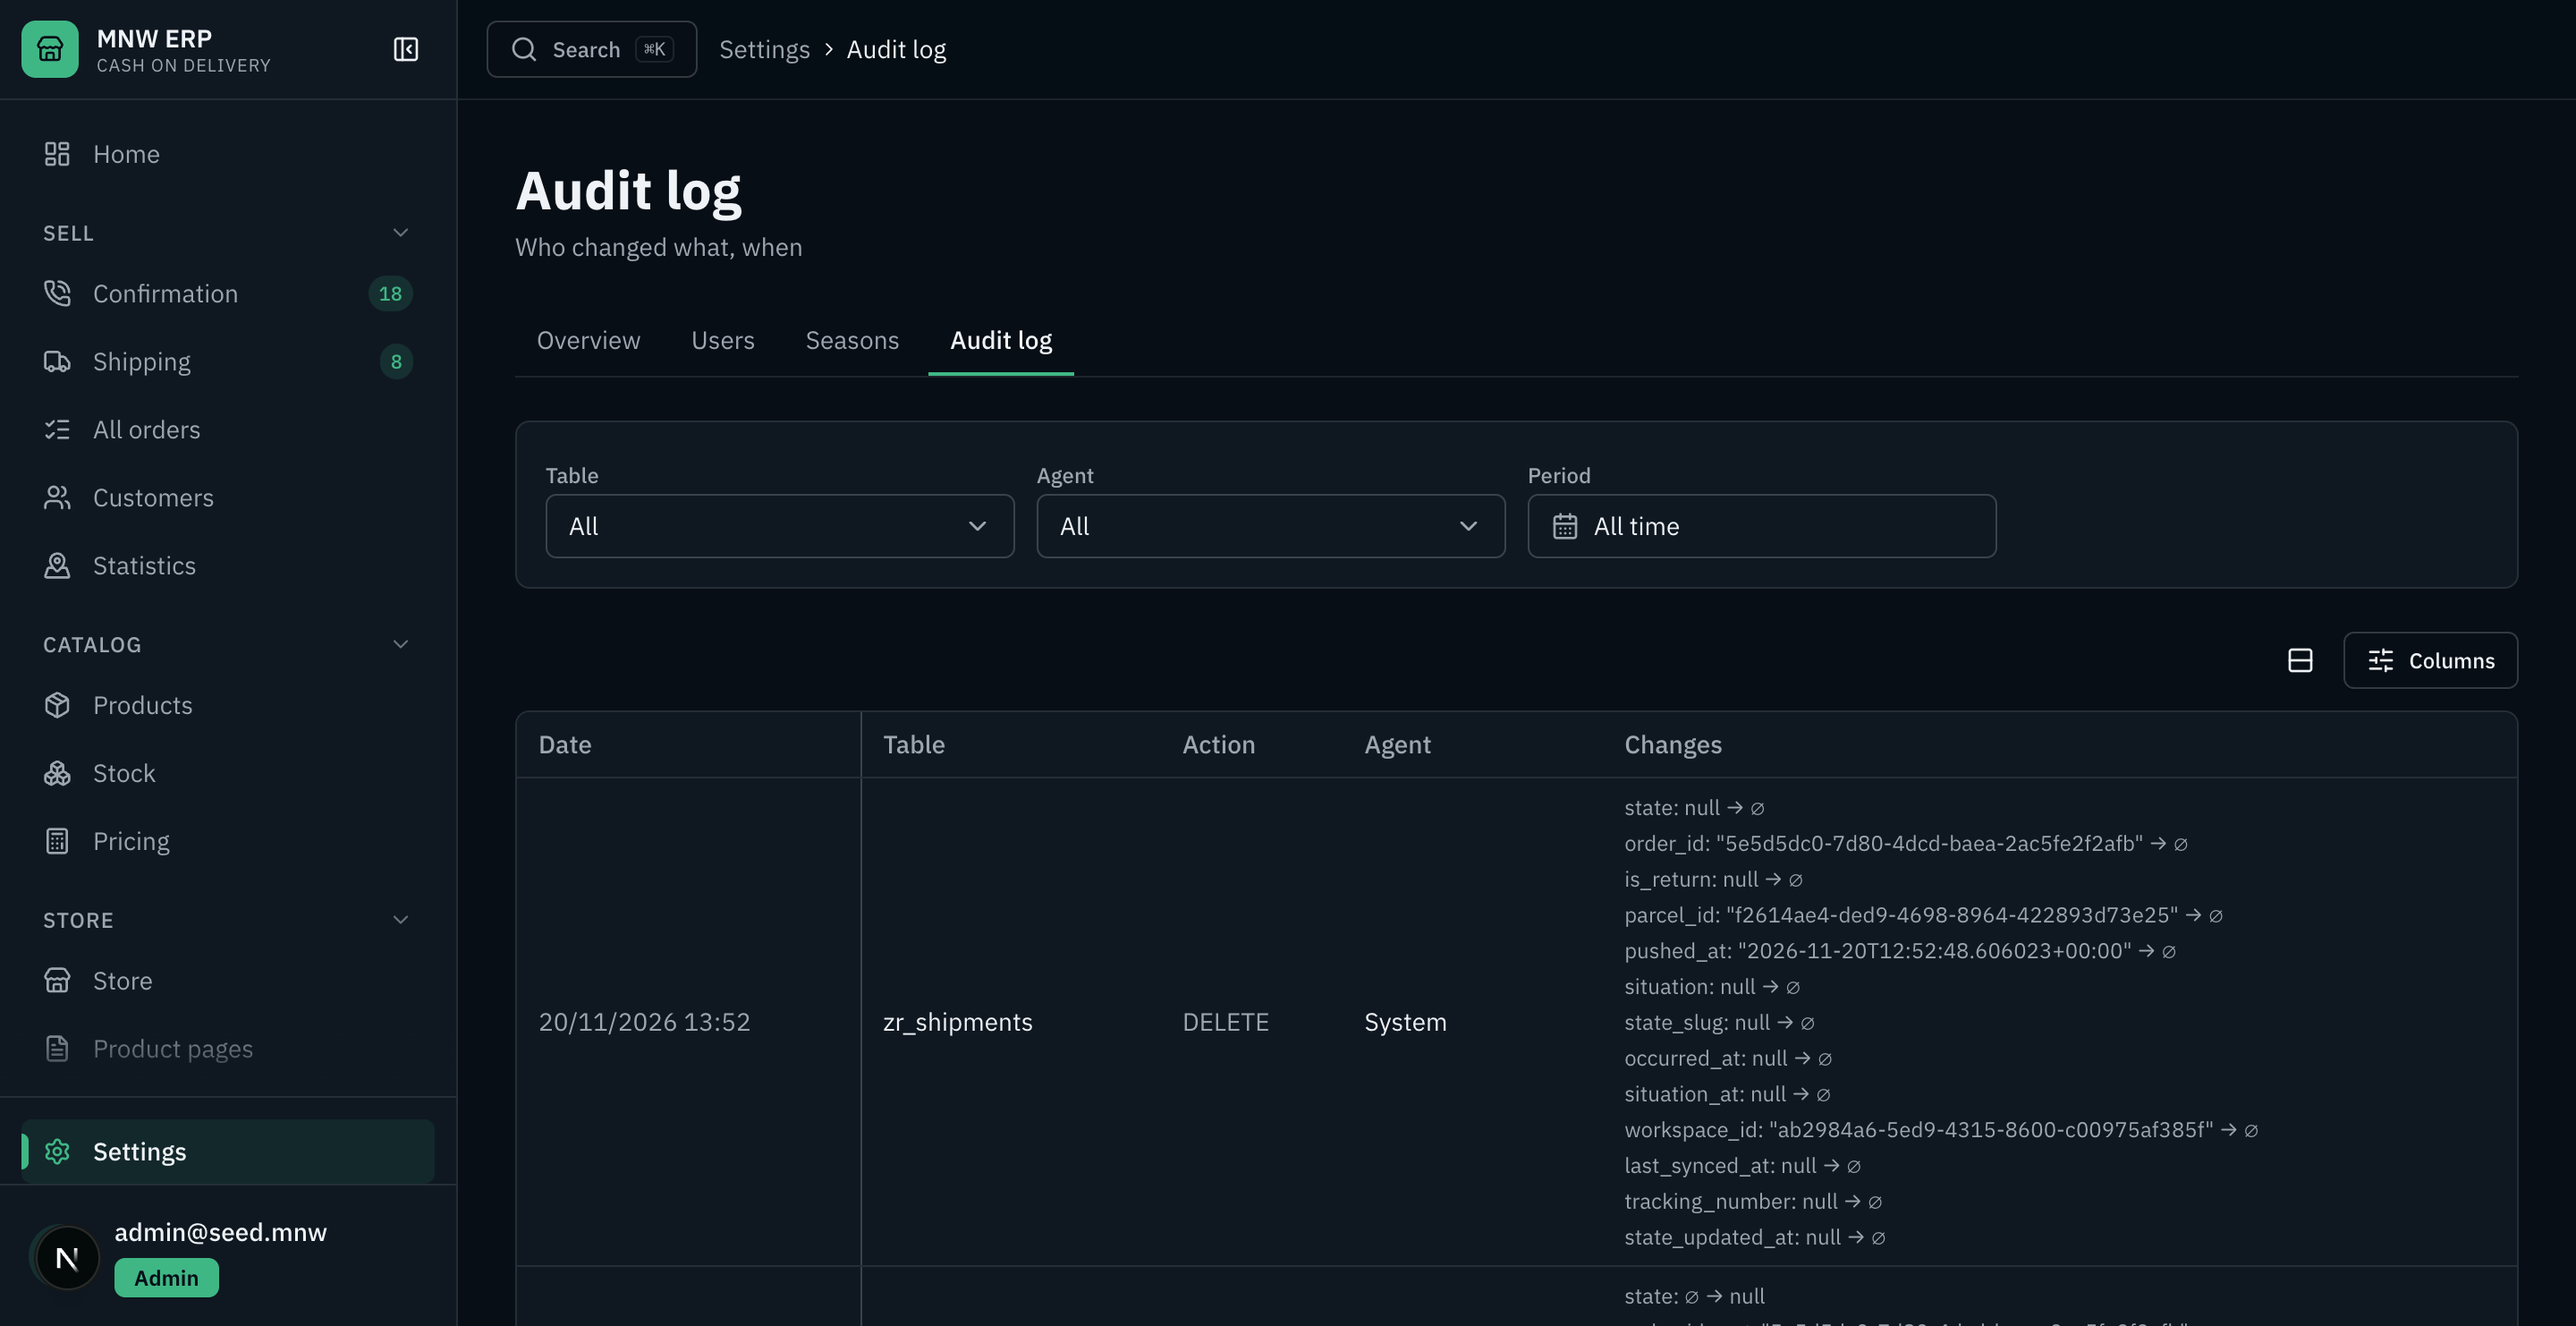 MNW ERP
CASH ON DELIVERY
Home
SELL
Confirmation 18
Shipping 8
All orders
Customers
Statistics
CATALOG
Products
Stock
Pricing
STORE
Store
Product pages
Settings
N
admin@seed.mnw
Admin
Search ⌘K Settings > Audit log
Audit log
Who changed what, when
Overview Users Seasons Audit log
Table Agent Period
All All All time
Columns
Date Table Action Agent Changes
20/11/2026 13:52 zr_shipments DELETE System
state: null → ∅
order_id: "5e5d5dc0-7d80-4dcd-baea-2ac5fe2f2afb" → ∅
is_return: null → ∅
parcel_id: "f2614ae4-ded9-4698-8964-422893d73e25" → ∅
pushed_at: "2026-11-20T12:52:48.606023+00:00" → ∅
situation: null → ∅
state_slug: null → ∅
occurred_at: null → ∅
situation_at: null → ∅
workspace_id: "ab2984a6-5ed9-4315-8600-c00975af385f" → ∅
last_synced_at: null → ∅
tracking_number: null → ∅
state_updated_at: null → ∅
state: ∅ → null